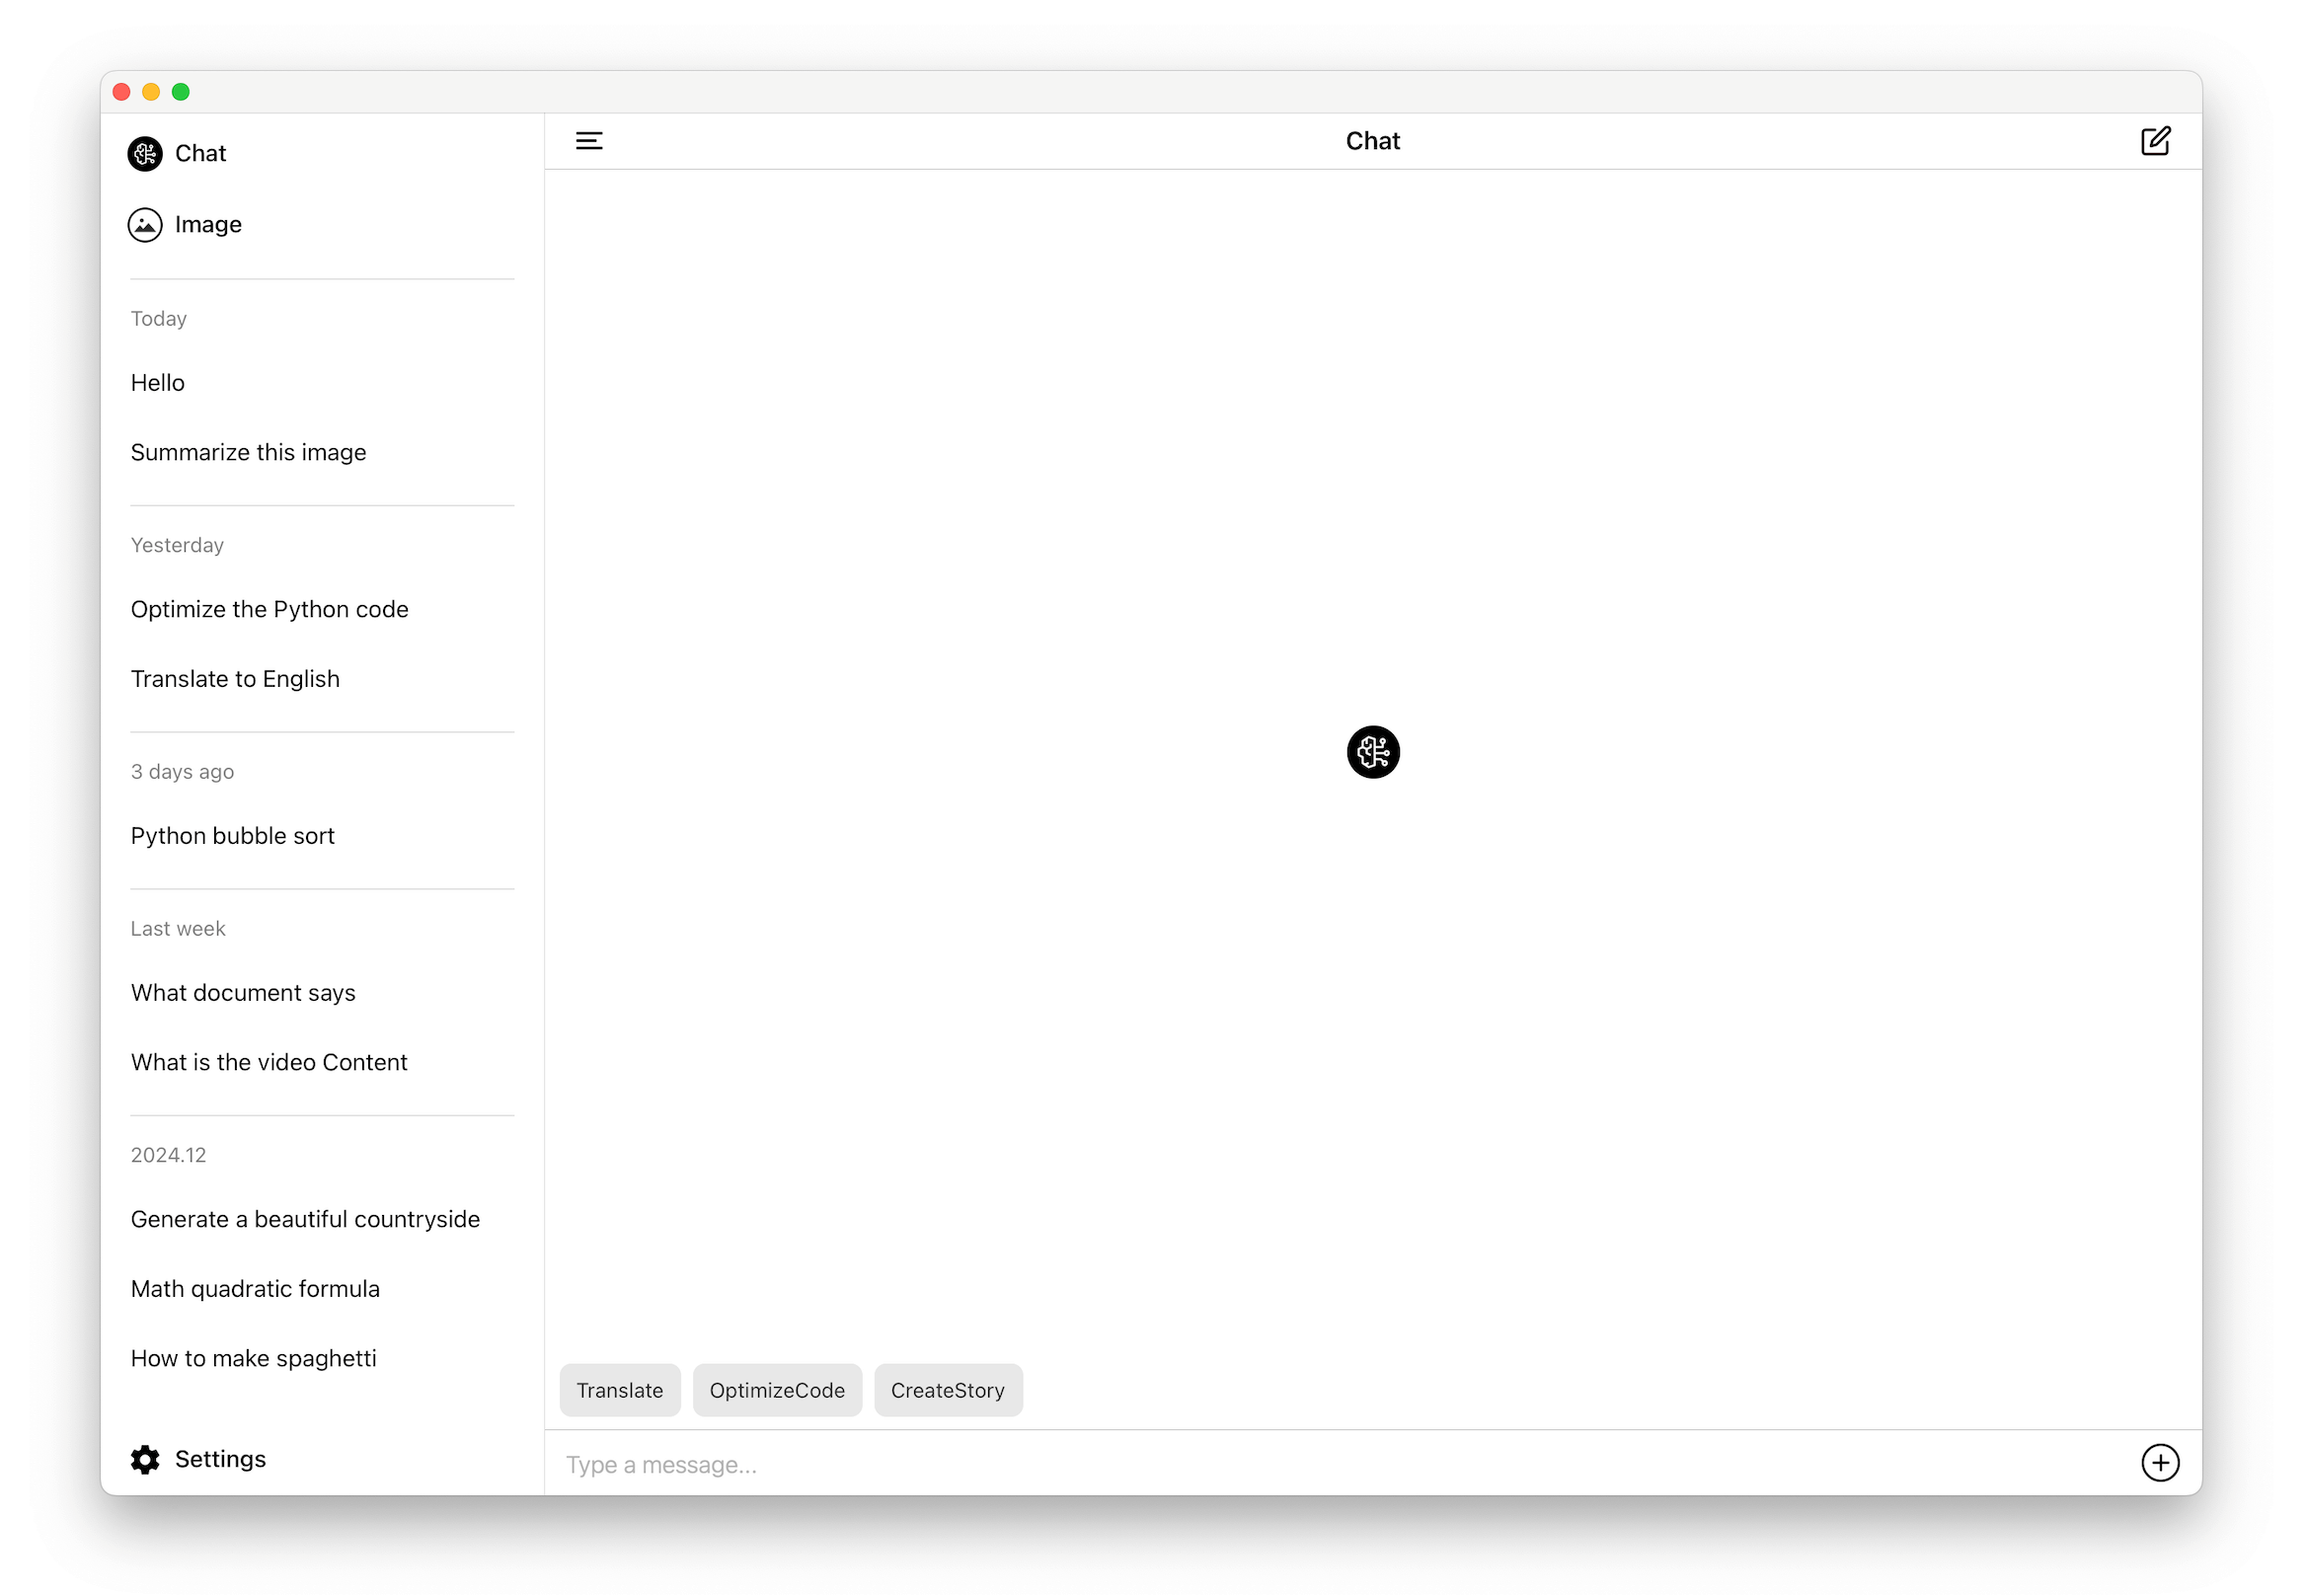 Chat
Image
Today
Hello
Summarize this image
Yesterday
Optimize the Python code
Translate to English
3 days ago
Python bubble sort
Last week
What document says
What is the video Content
2024.12
Generate a beautiful countryside
Math quadratic formula
How to make spaghetti
Settings
Chat
Translate
OptimizeCode
CreateStory
Type a message...